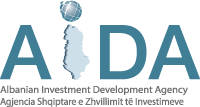 AIDA
Albanian Investment Development Agency
Agjencia Shqiptare e Zhvillimit të Investimeve